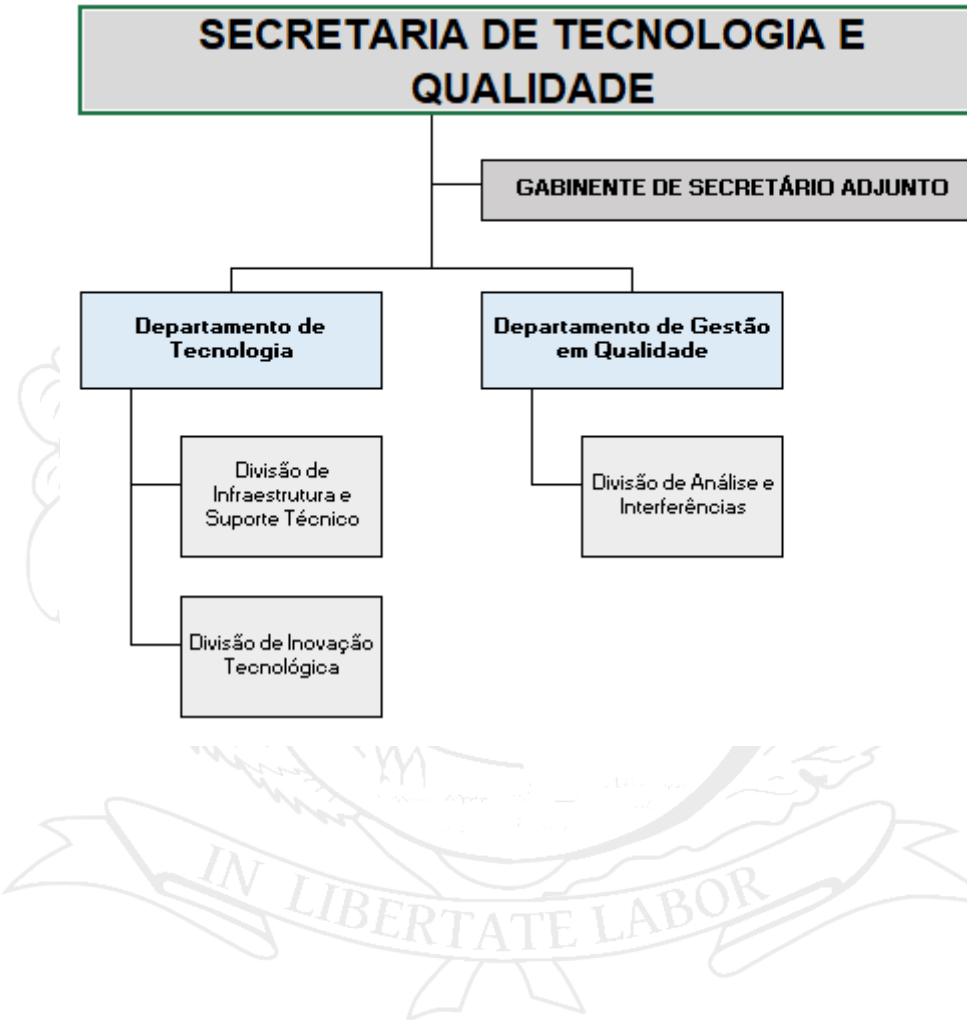 SECRETARIA DE TECNOLOGIA E
QUALIDADE
GABINENTE DE SECRETÁRIO ADJUNTO
Departamento de
Tecnologia
Departamento de Gestão
em Qualidade
Divisão de
Infraestrutura e
Suporte Técnico
Divisão de Análise e
Interferências
Divisão de Inovação
Tecnológica
IN LIBERTATE LABOR